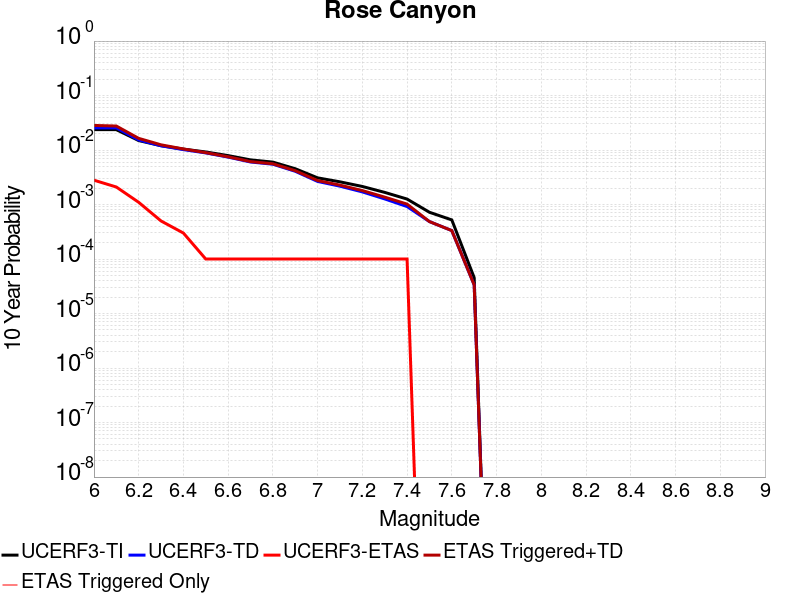 Rose Canyon
10^0
10^-1
10^-2
10^-3
10^-4
10^-5
10^-6
10^-7
10^-8
10 Year Probability
6 6.2 6.4 6.6 6.8 7 7.2 7.4 7.6 7.8 8 8.2 8.4 8.6 8.8 9
Magnitude
UCERF3-TI UCERF3-TD UCERF3-ETAS ETAS Triggered+TD
ETAS Triggered Only